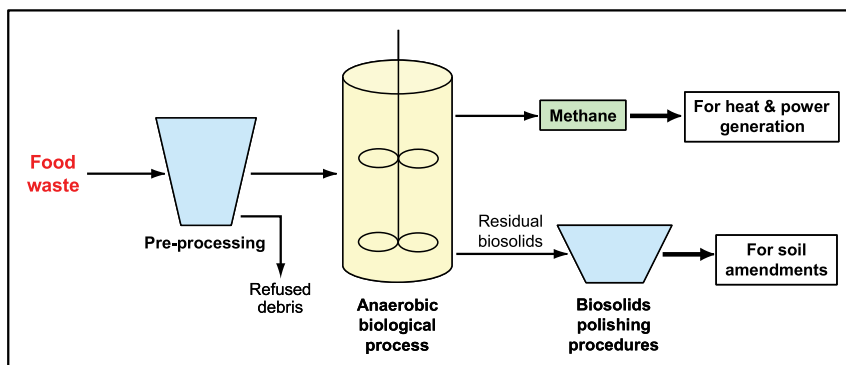 Food
waste
Pre-processing
Refused
debris
Anaerobic
biological
process
Methane
For heat & power
generation
Residual
biosolids
Biosolids
polishing
procedures
For soil
amendments